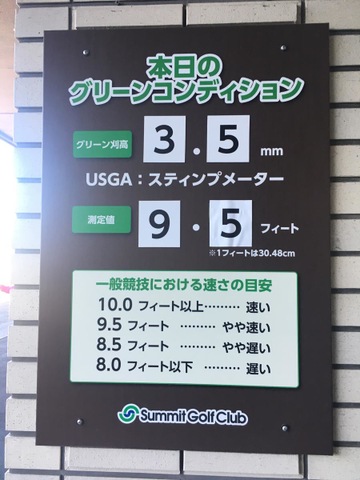 本日の
グリーンコンディション
グリーン刈高 3.5 mm
USGA：スティンプメーター
測定値 9.5 フィート
※1フィートは30.48cm
一般競技における速さの目安
10.0 フィート以上‥‥‥‥ 速い
9.5 フィート ‥‥‥‥ やや速い
8.5 フィート ‥‥‥‥ やや遅い
8.0 フィート以下 ‥‥‥‥ 遅い
Summit Golf Club